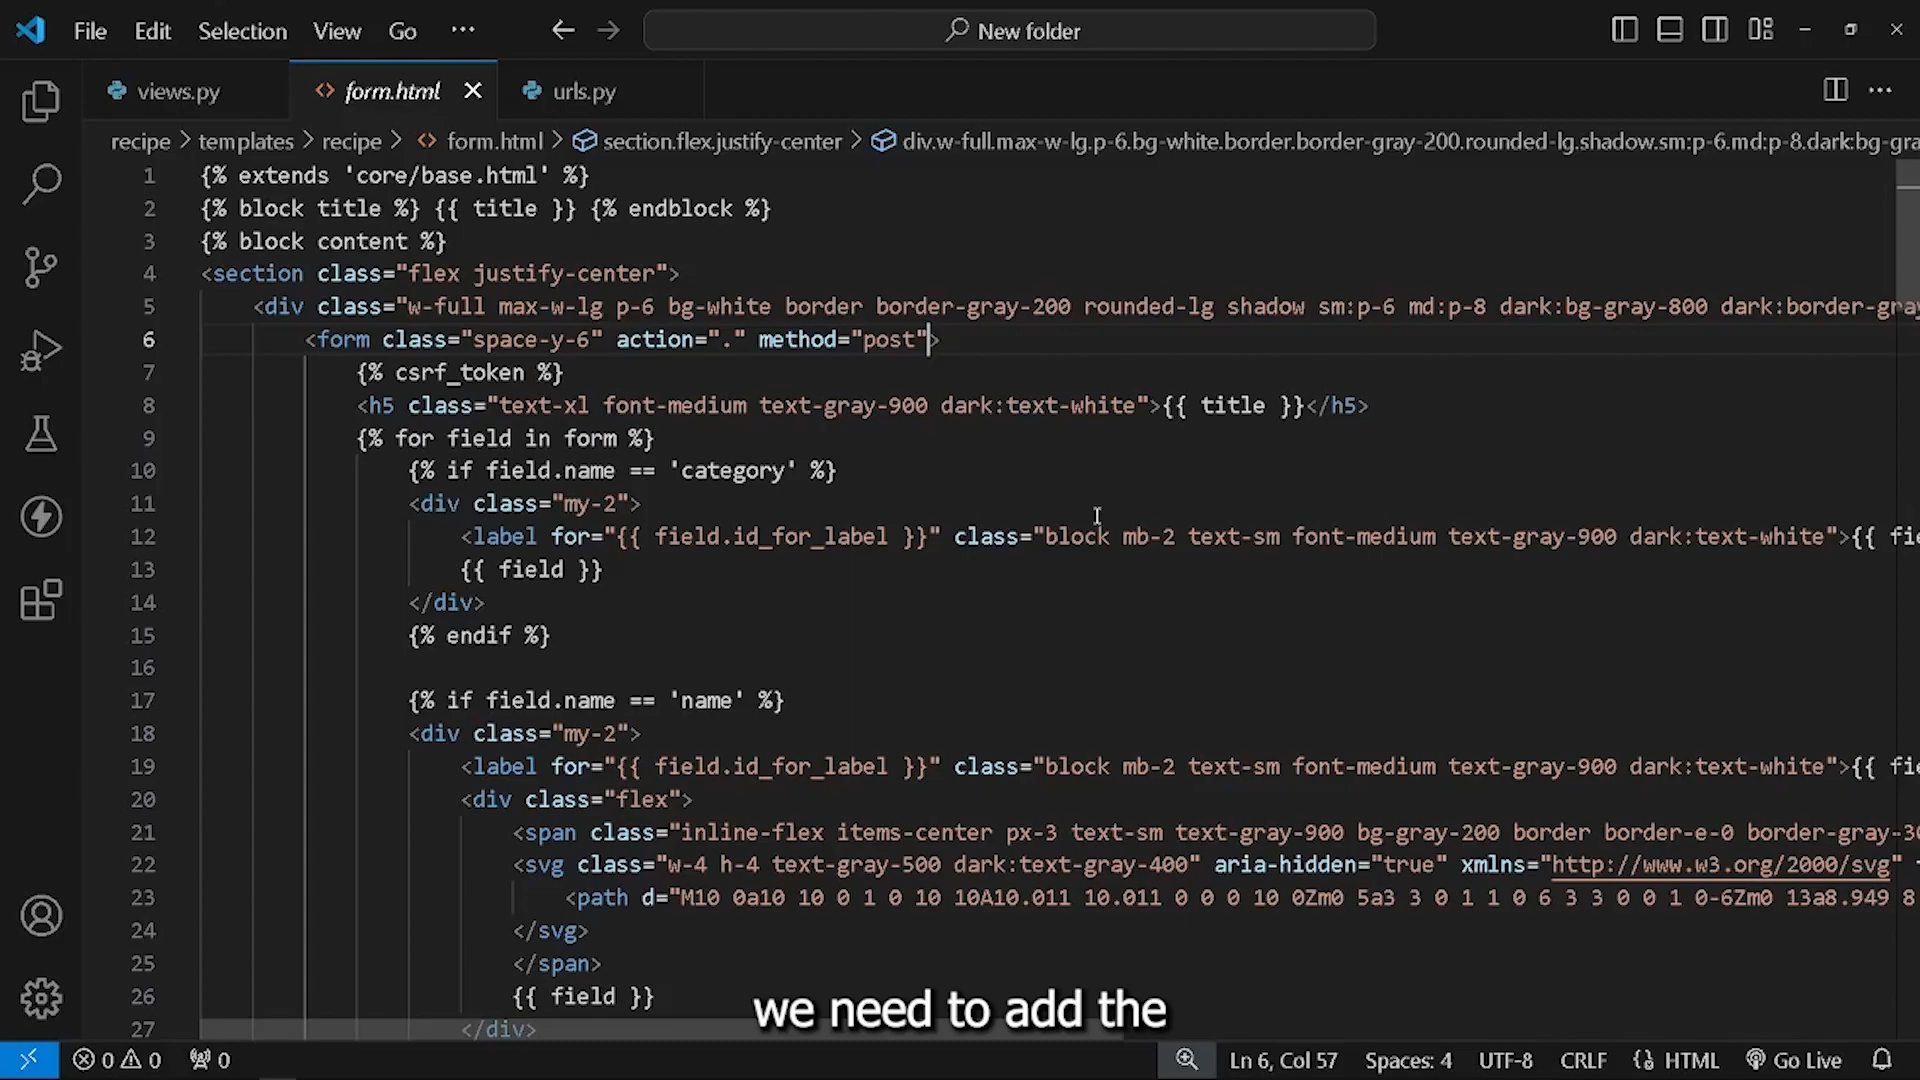 File Edit Selection View Go ··· New folder
views.py form.html urls.py
recipe > templates > recipe > form.html > section.flex.justify-center > div.w-full.max-w-lg.p-6.bg-white.border.border-gray-200.rounded-lg.shadow.sm:p-6.md:p-8.dark:bg-gra
1 {% extends 'core/base.html' %}
2 {% block title %} {{ title }} {% endblock %}
3 {% block content %}
4 <section class="flex justify-center">
5 <div class="w-full max-w-lg p-6 bg-white border border-gray-200 rounded-lg shadow sm:p-6 md:p-8 dark:bg-gray-800 dark:border-gray
6 <form class="space-y-6" action="." method="post">
7 {% csrf_token %}
8 <h5 class="text-xl font-medium text-gray-900 dark:text-white">{{ title }}</h5>
9 {% for field in form %}
10 {% if field.name == 'category' %}
11 <div class="my-2">
12 <label for="{{ field.id_for_label }}" class="block mb-2 text-sm font-medium text-gray-900 dark:text-white">{{ fie
13 {{ field }}
14 </div>
15 {% endif %}
16
17 {% if field.name == 'name' %}
18 <div class="my-2">
19 <label for="{{ field.id_for_label }}" class="block mb-2 text-sm font-medium text-gray-900 dark:text-white">{{ fie
20 <div class="flex">
21 <span class="inline-flex items-center px-3 text-sm text-gray-900 bg-gray-200 border border-e-0 border-gray-30
22 <svg class="w-4 h-4 text-gray-500 dark:text-gray-400" aria-hidden="true" xmlns="http://www.w3.org/2000/svg"
23 <path d="M10 0a10 10 0 1 0 10 10A10.011 10.011 0 0 0 10 0Zm0 5a3 3 0 1 1 0 6 3 3 0 0 1 0-6Zm0 13a8.949 8
24 </svg>
25 </span>
26 {{ field }}
27 </div>
we need to add the
0 0 0 Ln 6, Col 57 Spaces: 4 UTF-8 CRLF HTML Go Live